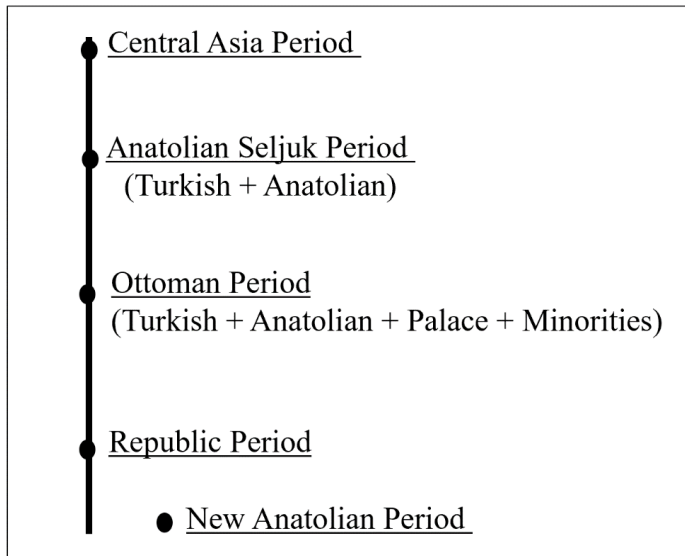 Central Asia Period
Anatolian Seljuk Period
(Turkish + Anatolian)
Ottoman Period
(Turkish + Anatolian + Palace + Minorities)
Republic Period
New Anatolian Period